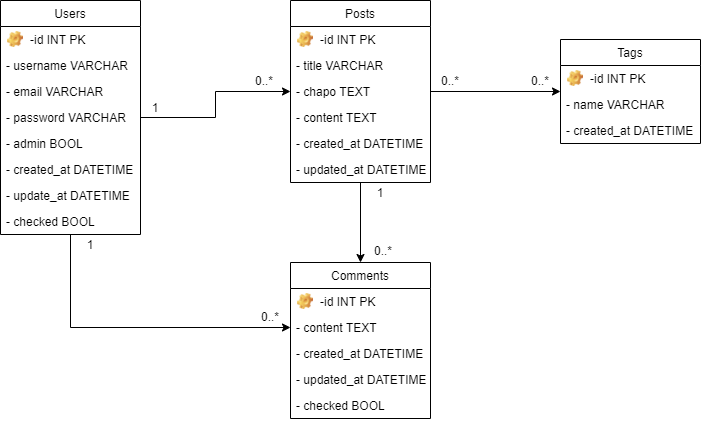 Users
-id INT PK
- username VARCHAR
- email VARCHAR
- password VARCHAR
- admin BOOL
- created_at DATETIME
- update_at DATETIME
- checked BOOL
1
0..*
1
0..*
Posts
-id INT PK
- title VARCHAR
- chapo TEXT
- content TEXT
- created_at DATETIME
- updated_at DATETIME
0..*
0..*
1
0..*
Tags
-id INT PK
- name VARCHAR
- created_at DATETIME
Comments
-id INT PK
- content TEXT
- created_at DATETIME
- updated_at DATETIME
- checked BOOL